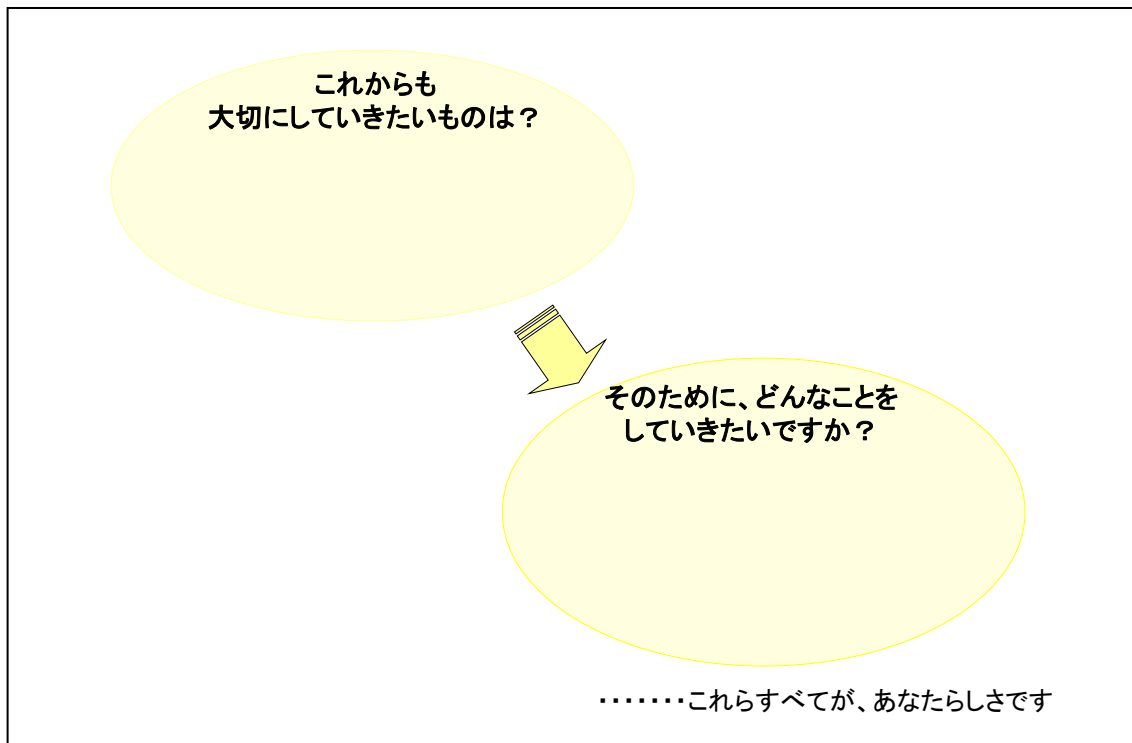 これからも
大切にしていきたいものは？
そのために、どんなことを
していきたいですか？
・・・・・・・これらすべてが、あなたらしさです